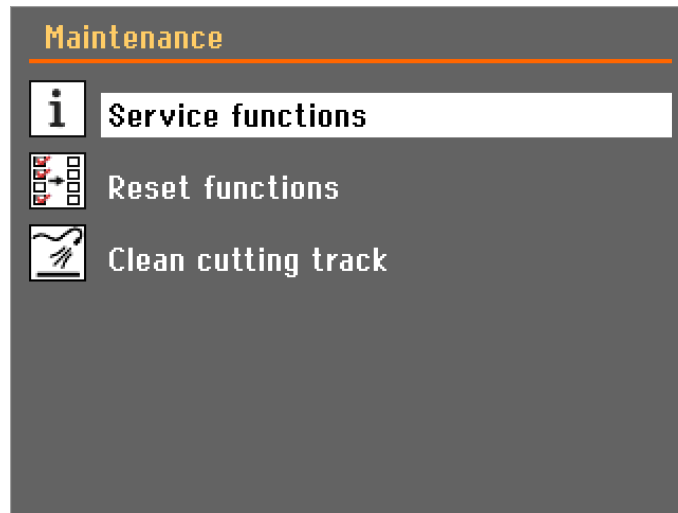 Maintenance
i
Service functions
Reset functions
Clean cutting track